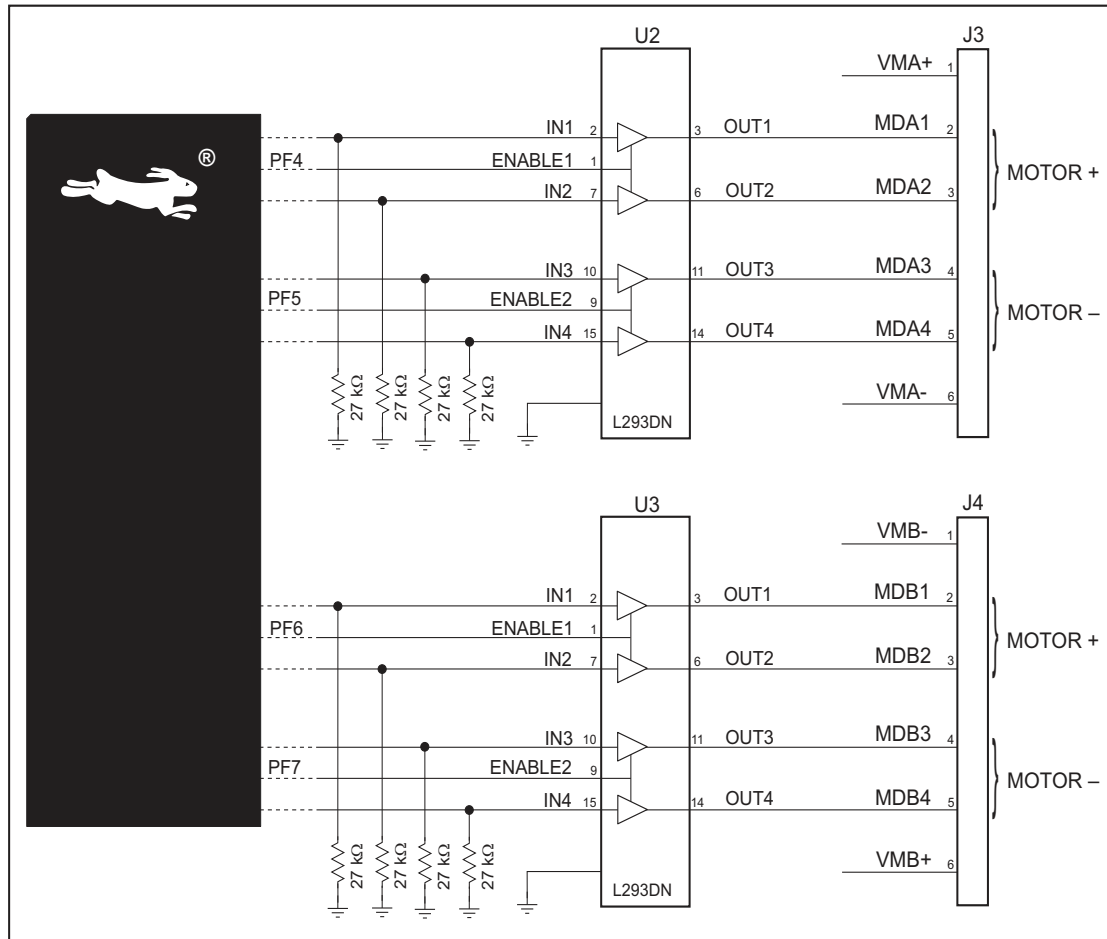 U2
J3
VMA+ 1
®
IN1 2 3 OUT1 MDA1 2
PF4 ENABLE1 1
MOTOR +
IN2 7 6 OUT2 MDA2 3
IN3 10 11 OUT3 MDA3 4
PF5 ENABLE2 9
MOTOR –
IN4 15 14 OUT4 MDA4 5
27 kΩ
27 kΩ
27 kΩ
27 kΩ
VMA- 6
L293DN
U3
J4
VMB- 1
IN1 2 3 OUT1 MDB1 2
PF6 ENABLE1 1
MOTOR +
IN2 7 6 OUT2 MDB2 3
IN3 10 11 OUT3 MDB3 4
PF7 ENABLE2 9
MOTOR –
IN4 15 14 OUT4 MDB4 5
27 kΩ
27 kΩ
27 kΩ
27 kΩ
VMB+ 6
L293DN